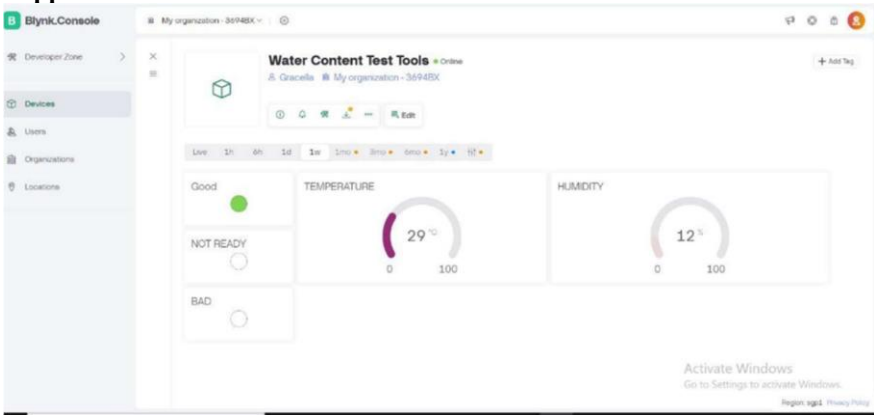 B Blynk.Console
My organization - 3694BX
Developer Zone
Devices
Users
Organizations
Locations
Water Content Test Tools • Online
Gracella My organization - 3694BX
+ Add Tag
Edit
Live 1h 6h 1d 1w 1mo 3mo 6mo 1y
Good
NOT READY
BAD
TEMPERATURE
29 °C
0 100
HUMIDITY
12 %
0 100
Activate Windows
Go to Settings to activate Windows.
Region: sgp1 Privacy Policy